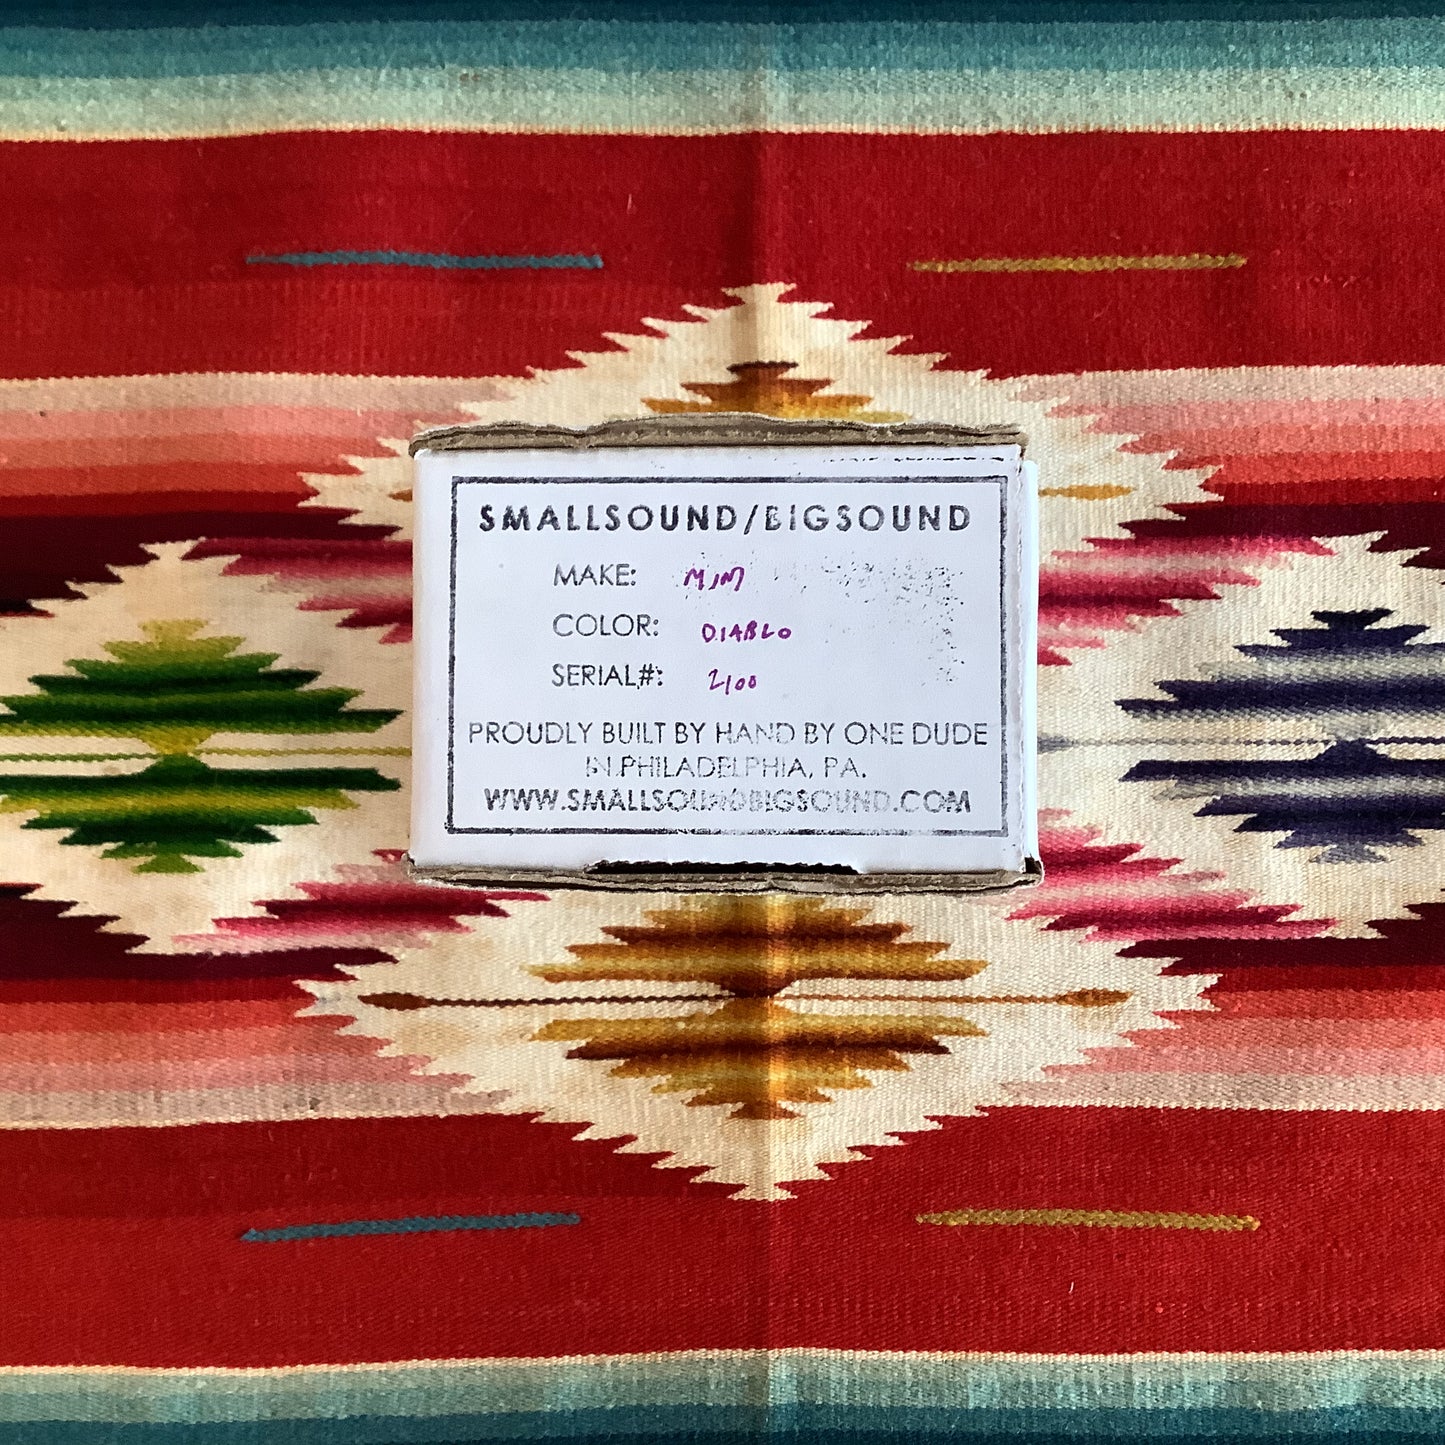 SMALLSOUND/BIGSOUND
MAKE: MINI
COLOR: DIABLO
SERIAL#: 2100
PROUDLY BUILT BY HAND BY ONE DUDE
IN PHILADELPHIA, PA.
WWW.SMALLSOUNDBIGSOUND.COM